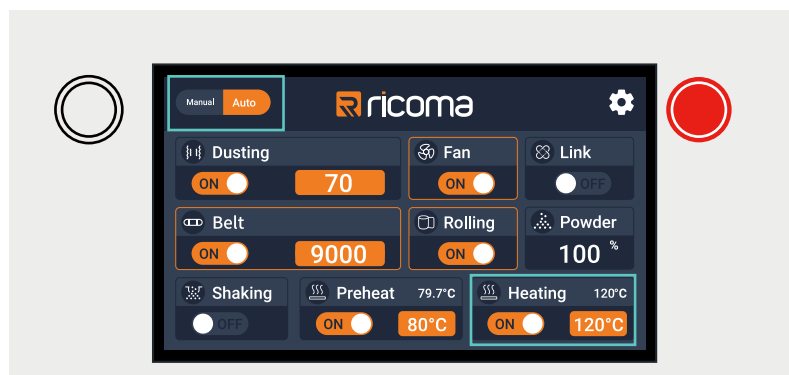 Manual Auto ricoma
Dusting Fan Link
ON 70 ON OFF
Belt Rolling Powder
ON 9000 ON 100 %
Shaking Preheat 79.7°C Heating 120°C
OFF ON 80°C ON 120°C